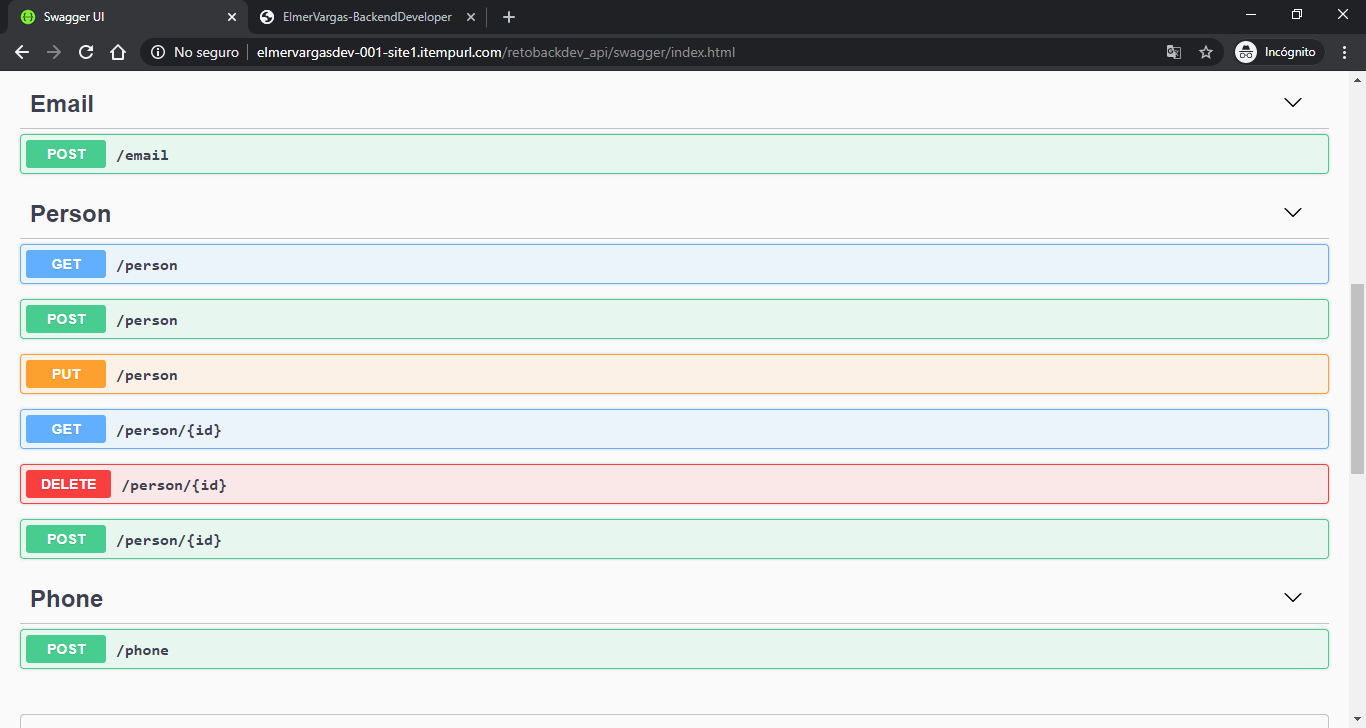 Swagger UI
ElmerVargas-BackendDeveloper
No seguro
elmervargasdev-001-site1.itempurl.com/retobackdev_api/swagger/index.html
Incógnito
Email
POST /email
Person
GET /person
POST /person
PUT /person
GET /person/{id}
DELETE /person/{id}
POST /person/{id}
Phone
POST /phone